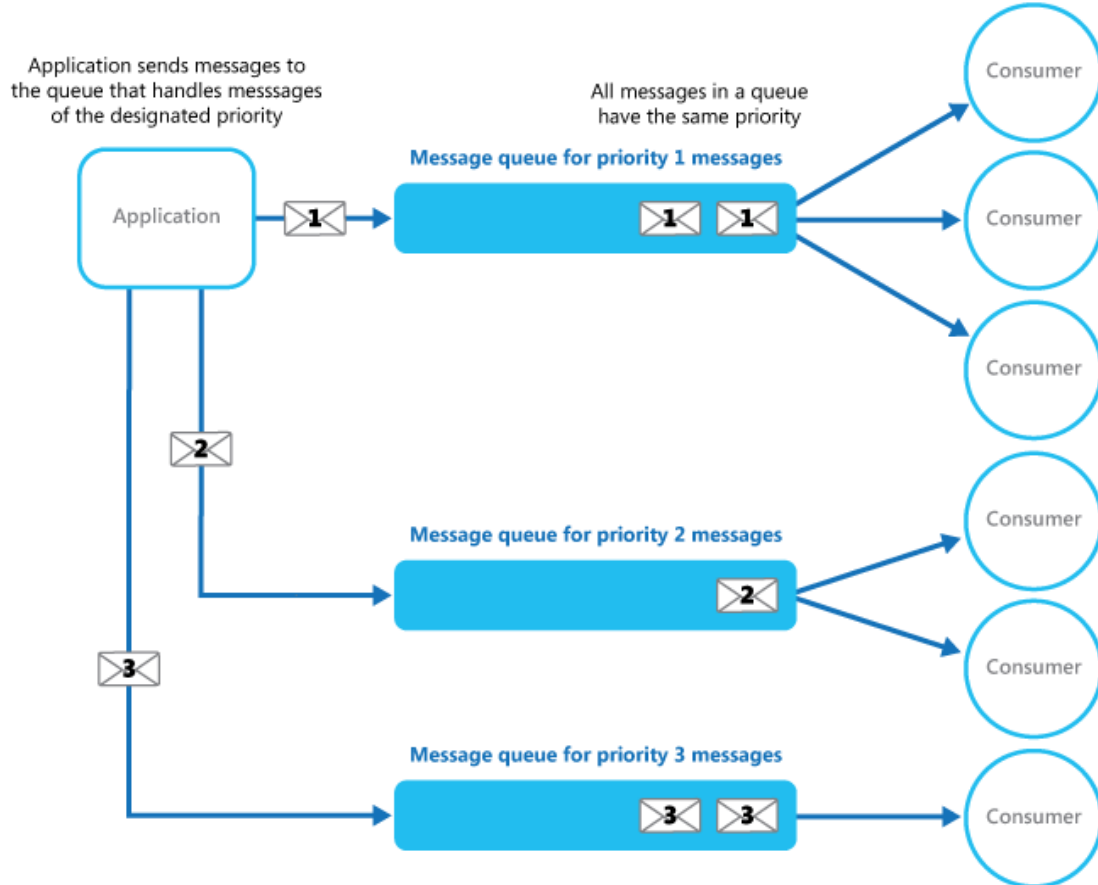 Application sends messages to
the queue that handles messsages
of the designated priority
All messages in a queue
have the same priority
Message queue for priority 1 messages
Application
1
1
1
Consumer
Consumer
Consumer
2
Message queue for priority 2 messages
2
Consumer
Consumer
3
Message queue for priority 3 messages
3
3
Consumer